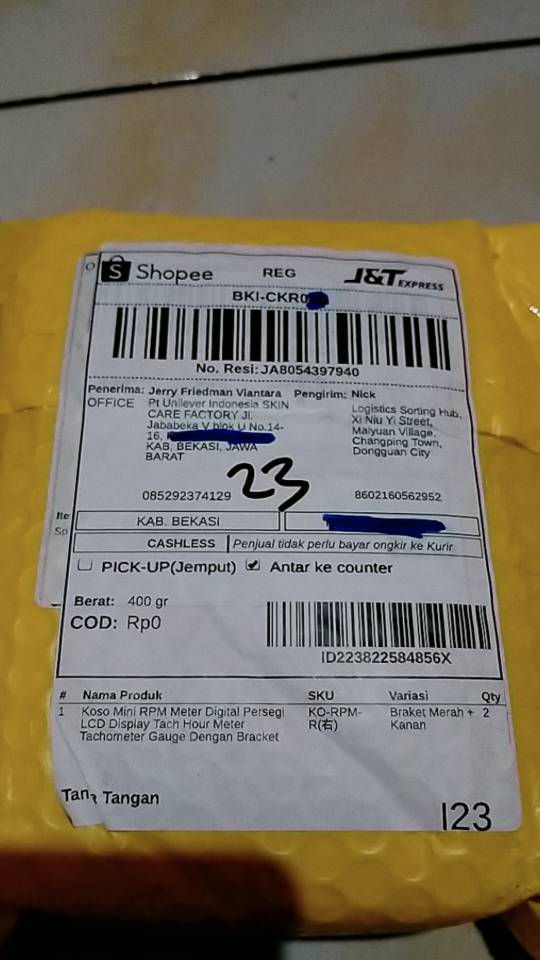 Shopee REG J&T EXPRESS
BKI-CKR0
No. Resi: JA8054397940
Penerima: Jerry Friedman Viantara
OFFICE Pt Unilever Indonesia SKIN
CARE FACTORY Jl.
Jababeka V blok U No.14-
16,
KAB. BEKASI, JAWA
BARAT
085292374129
Pengirim: Nick
Logistics Sorting Hub,
Xi Niu Yi Street,
Maiyuan Village,
Changping Town,
Dongguan City
8602160562952
23
Ite
Sp
KAB. BEKASI
CASHLESS Penjual tidak perlu bayar ongkir ke Kurir
PICK-UP(Jemput) Antar ke counter
Berat: 400 gr
COD: Rp0
ID223822584856X
# Nama Produk SKU Variasi Qty
1 Koso Mini RPM Meter Digital Persegi KO-RPM- Braket Merah + 2
LCD Display Tach Hour Meter R(右) Kanan
Tachometer Gauge Dengan Bracket
Tangan
I23